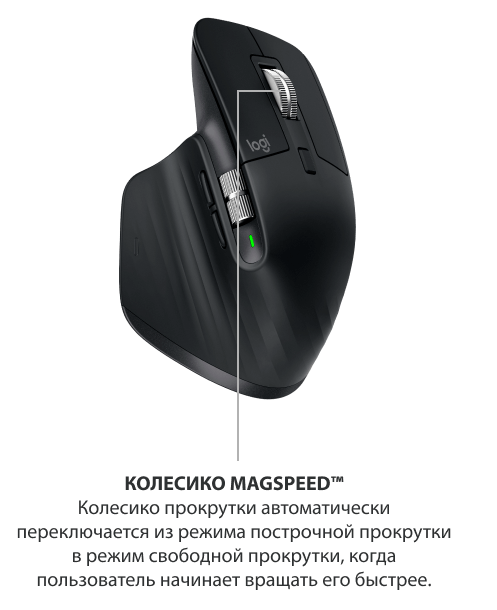 logi
КОЛЕСИКО MAGSPEED™
Колесико прокрутки автоматически
переключается из режима построчной прокрутки
в режим свободной прокрутки, когда
пользователь начинает вращать его быстрее.